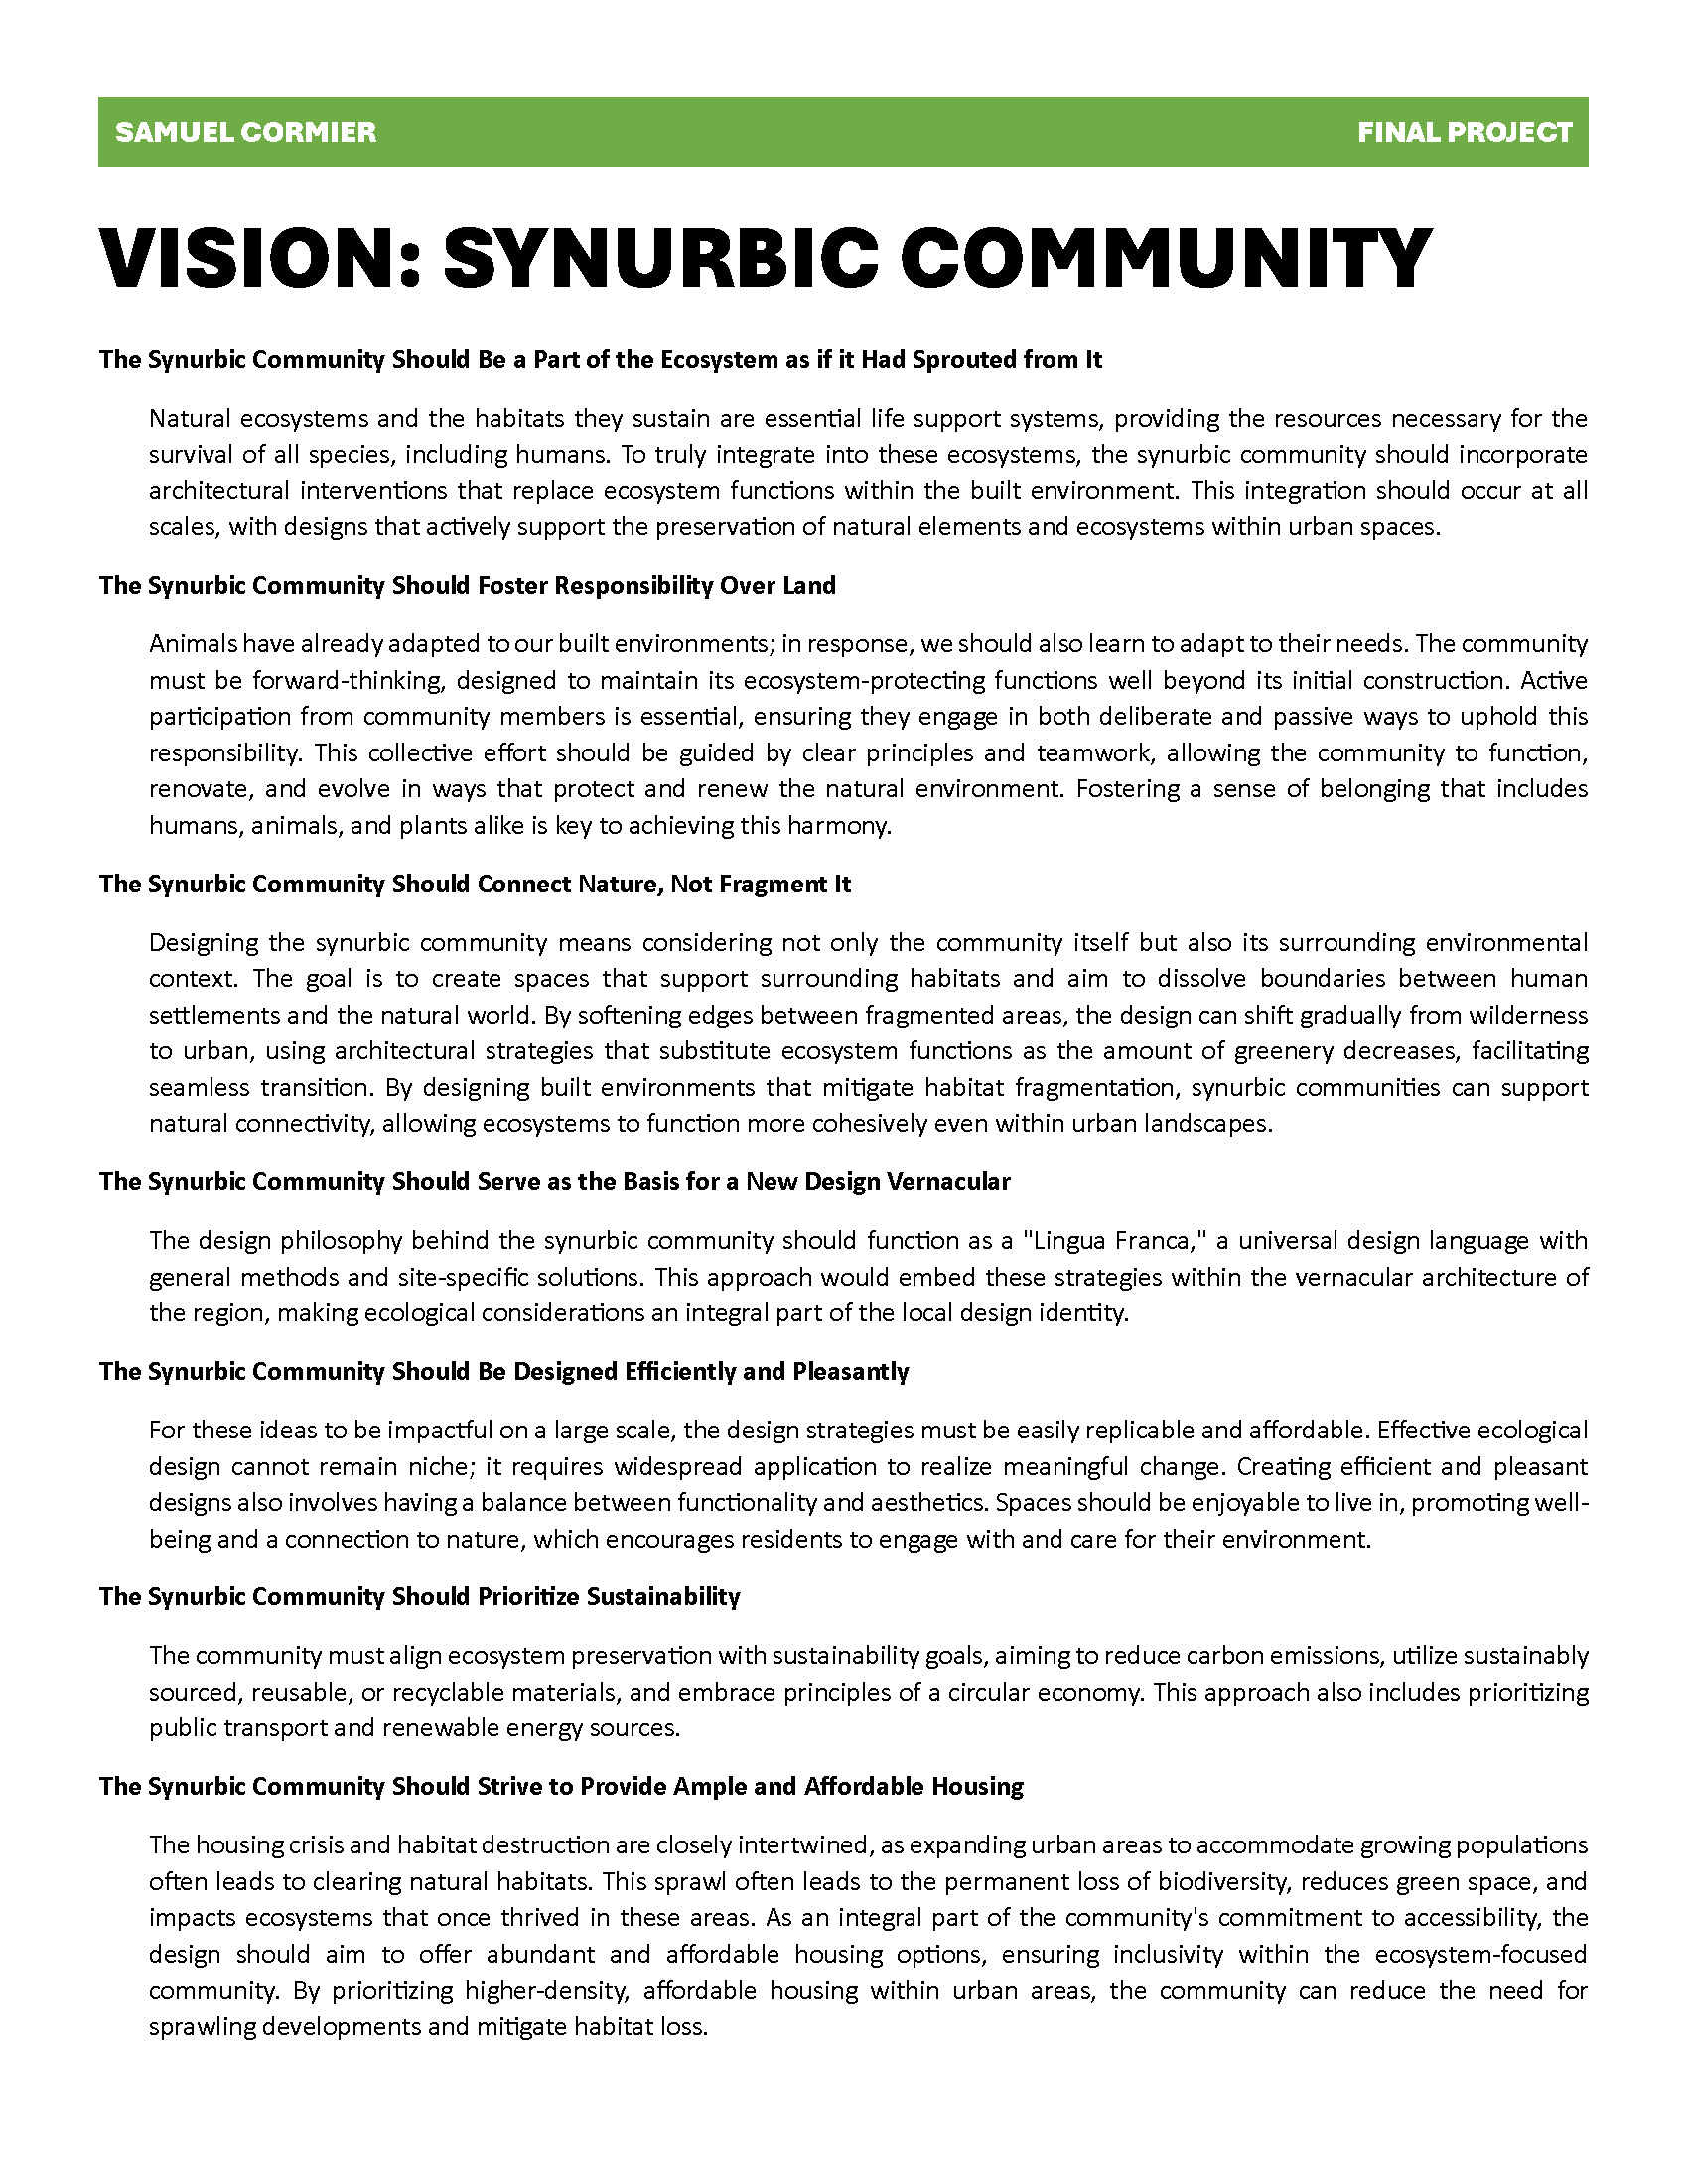 SAMUEL CORMIER FINAL PROJECT
VISION: SYNURBIC COMMUNITY
The Synurbic Community Should Be a Part of the Ecosystem as if it Had Sprouted from It
Natural ecosystems and the habitats they sustain are essential life support systems, providing the resources necessary for the
survival of all species, including humans. To truly integrate into these ecosystems, the synurbic community should incorporate
architectural interventions that replace ecosystem functions within the built environment. This integration should occur at all
scales, with designs that actively support the preservation of natural elements and ecosystems within urban spaces.
The Synurbic Community Should Foster Responsibility Over Land
Animals have already adapted to our built environments; in response, we should also learn to adapt to their needs. The community
must be forward-thinking, designed to maintain its ecosystem-protecting functions well beyond its initial construction. Active
participation from community members is essential, ensuring they engage in both deliberate and passive ways to uphold this
responsibility. This collective effort should be guided by clear principles and teamwork, allowing the community to function,
renovate, and evolve in ways that protect and renew the natural environment. Fostering a sense of belonging that includes
humans, animals, and plants alike is key to achieving this harmony.
The Synurbic Community Should Connect Nature, Not Fragment It
Designing the synurbic community means considering not only the community itself but also its surrounding environmental
context. The goal is to create spaces that support surrounding habitats and aim to dissolve boundaries between human
settlements and the natural world. By softening edges between fragmented areas, the design can shift gradually from wilderness
to urban, using architectural strategies that substitute ecosystem functions as the amount of greenery decreases, facilitating
seamless transition. By designing built environments that mitigate habitat fragmentation, synurbic communities can support
natural connectivity, allowing ecosystems to function more cohesively even within urban landscapes.
The Synurbic Community Should Serve as the Basis for a New Design Vernacular
The design philosophy behind the synurbic community should function as a "Lingua Franca," a universal design language with
general methods and site-specific solutions. This approach would embed these strategies within the vernacular architecture of
the region, making ecological considerations an integral part of the local design identity.
The Synurbic Community Should Be Designed Efficiently and Pleasantly
For these ideas to be impactful on a large scale, the design strategies must be easily replicable and affordable. Effective ecological
design cannot remain niche; it requires widespread application to realize meaningful change. Creating efficient and pleasant
designs also involves having a balance between functionality and aesthetics. Spaces should be enjoyable to live in, promoting well-
being and a connection to nature, which encourages residents to engage with and care for their environment.
The Synurbic Community Should Prioritize Sustainability
The community must align ecosystem preservation with sustainability goals, aiming to reduce carbon emissions, utilize sustainably
sourced, reusable, or recyclable materials, and embrace principles of a circular economy. This approach also includes prioritizing
public transport and renewable energy sources.
The Synurbic Community Should Strive to Provide Ample and Affordable Housing
The housing crisis and habitat destruction are closely intertwined, as expanding urban areas to accommodate growing populations
often leads to clearing natural habitats. This sprawl often leads to the permanent loss of biodiversity, reduces green space, and
impacts ecosystems that once thrived in these areas. As an integral part of the community's commitment to accessibility, the
design should aim to offer abundant and affordable housing options, ensuring inclusivity within the ecosystem-focused
community. By prioritizing higher-density, affordable housing within urban areas, the community can reduce the need for
sprawling developments and mitigate habitat loss.